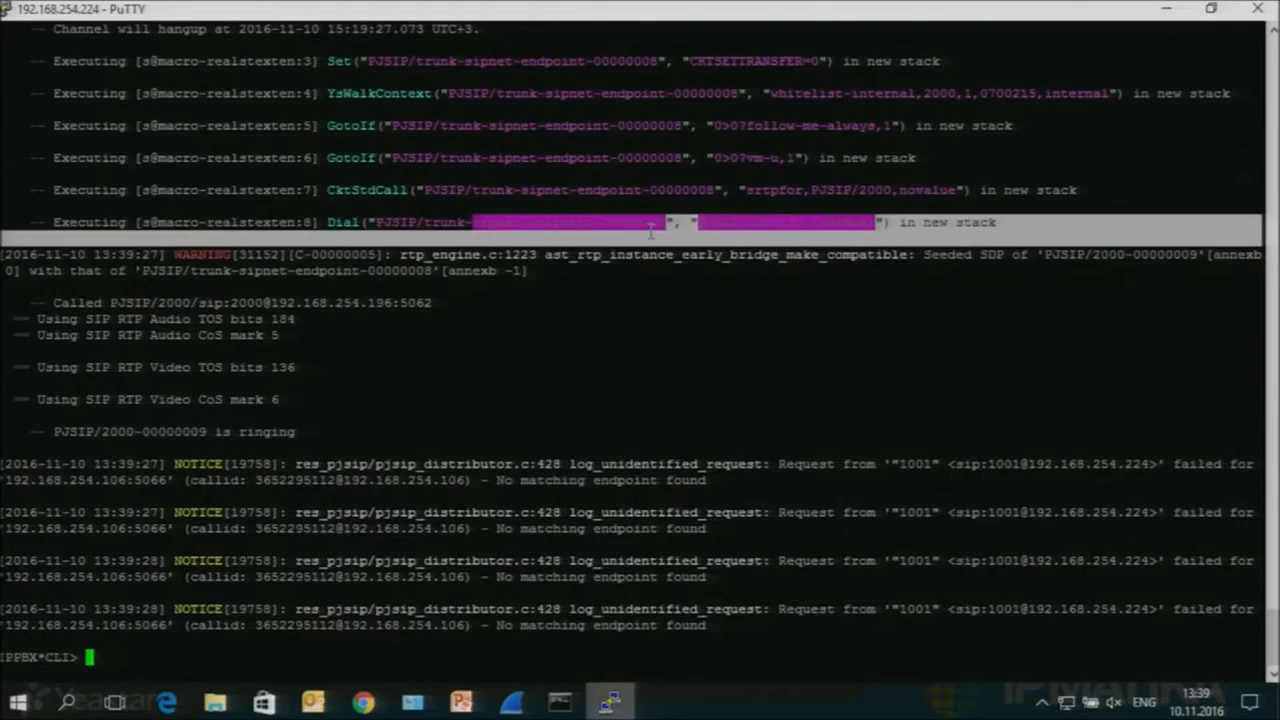 192.168.254.224 - PuTTY
-- Channel will hangup at 2016-11-10 15:19:27.073 UTC+3.
-- Executing [s@macro-realstexten:3] Set("PJSIP/trunk-sipnet-endpoint-00000008", "CKTSETTRANSFER=0") in new stack
-- Executing [s@macro-realstexten:4] YsWalkContext("PJSIP/trunk-sipnet-endpoint-00000008", "whitelist-internal,2000,1,0700215,internal") in new stack
-- Executing [s@macro-realstexten:5] GotoIf("PJSIP/trunk-sipnet-endpoint-00000008", "0>0?follow-me-always,1") in new stack
-- Executing [s@macro-realstexten:6] GotoIf("PJSIP/trunk-sipnet-endpoint-00000008", "0>0?vm-u,1") in new stack
-- Executing [s@macro-realstexten:7] CktStdCall("PJSIP/trunk-sipnet-endpoint-00000008", "srtpfor,PJSIP/2000,novalue") in new stack
-- Executing [s@macro-realstexten:8] Dial("PJSIP/trunk- ", " ") in new stack
[2016-11-10 13:39:27] WARNING[31152][C-00000005]: rtp_engine.c:1223 ast_rtp_instance_early_bridge_make_compatible: Seeded SDP of 'PJSIP/2000-00000009'[annexb
0] with that of 'PJSIP/trunk-sipnet-endpoint-00000008'[annexb -1]
-- Called PJSIP/2000/sip:2000@192.168.254.196:5062
== Using SIP RTP Audio TOS bits 184
== Using SIP RTP Audio CoS mark 5
== Using SIP RTP Video TOS bits 136
== Using SIP RTP Video CoS mark 6
-- PJSIP/2000-00000009 is ringing
[2016-11-10 13:39:27] NOTICE[19758]: res_pjsip/pjsip_distributor.c:428 log_unidentified_request: Request from '"1001" <sip:1001@192.168.254.224>' failed for
'192.168.254.106:5066' (callid: 3652295112@192.168.254.106) - No matching endpoint found
[2016-11-10 13:39:27] NOTICE[19758]: res_pjsip/pjsip_distributor.c:428 log_unidentified_request: Request from '"1001" <sip:1001@192.168.254.224>' failed for
'192.168.254.106:5066' (callid: 3652295112@192.168.254.106) - No matching endpoint found
[2016-11-10 13:39:28] NOTICE[19758]: res_pjsip/pjsip_distributor.c:428 log_unidentified_request: Request from '"1001" <sip:1001@192.168.254.224>' failed for
'192.168.254.106:5066' (callid: 3652295112@192.168.254.106) - No matching endpoint found
[2016-11-10 13:39:28] NOTICE[19758]: res_pjsip/pjsip_distributor.c:428 log_unidentified_request: Request from '"1001" <sip:1001@192.168.254.224>' failed for
'192.168.254.106:5066' (callid: 3652295112@192.168.254.106) - No matching endpoint found
IPPBX*CLI>
Yeastar
IPMATIKA
ENG
13:39
10.11.2016